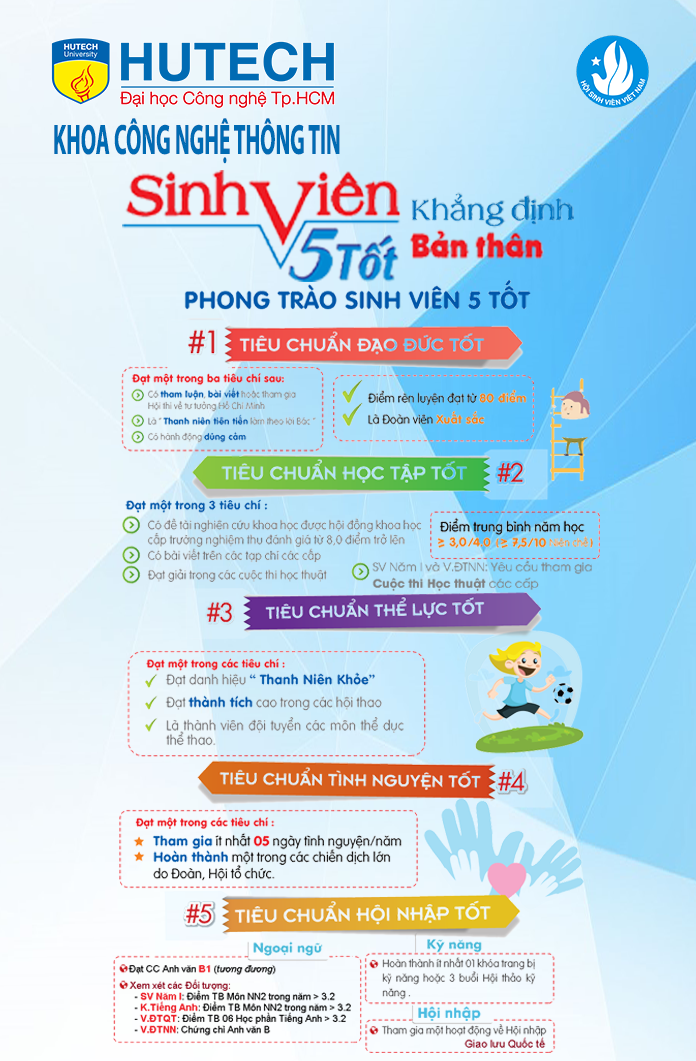 HUTECH
University
HUTECH
Đại học Công nghệ Tp.HCM
HỘI SINH VIÊN VIỆT NAM
KHOA CÔNG NGHỆ THÔNG TIN
Sinh Viên
5 Tốt
Khẳng định
Bản thân
PHONG TRÀO SINH VIÊN 5 TỐT
#1 TIÊU CHUẨN ĐẠO ĐỨC TỐT
Đạt một trong ba tiêu chí sau:
Có tham luận, bài viết hoặc tham gia
Hội thi về tư tưởng Hồ Chí Minh
Là " Thanh niên tiên tiến làm theo lời Bác "
Có hành động dũng cảm
Điểm rèn luyện đạt từ 80 điểm
Là Đoàn viên Xuất sắc
TIÊU CHUẨN HỌC TẬP TỐT #2
Đạt một trong 3 tiêu chí :
Có đề tài nghiên cứu khoa học được hội đồng khoa học
cấp trường nghiệm thu đánh giá từ 8,0 điểm trở lên
Có bài viết trên các tạp chí các cấp
Đạt giải trong các cuộc thi học thuật
Điểm trung bình năm học
≥ 3,0/4,0 ( ≥ 7,5/10 niên chế)
SV Năm I và V.ĐTNN: Yêu cầu tham gia
Cuộc thi Học thuật các cấp
#3 TIÊU CHUẨN THỂ LỰC TỐT
Đạt một trong các tiêu chí :
Đạt danh hiệu “ Thanh Niên Khỏe”
Đạt thành tích cao trong các hội thao
Là thành viên đội tuyển các môn thể dục
thể thao.
TIÊU CHUẨN TÌNH NGUYỆN TỐT #4
Đạt một trong các tiêu chí :
Tham gia ít nhất 05 ngày tình nguyện/năm
Hoàn thành một trong các chiến dịch lớn
do Đoàn, Hội tổ chức.
#5 TIÊU CHUẨN HỘI NHẬP TỐT
Ngoại ngữ
Đạt CC Anh văn B1 (tương đương)
Xem xét các Đối tượng:
- SV Năm I: Điểm TB Môn NN2 trong năm > 3.2
- K.Tiếng Anh: Điểm TB Môn NN2 trong năm > 3.2
- V.ĐTQT: Điểm TB 06 Học phần Tiếng Anh > 3.2
- V.ĐTNN: Chứng chỉ Anh văn B
Kỹ năng
Hoàn thành ít nhất 01 khóa trang bị
kỹ năng hoặc 3 buổi Hội thảo kỹ
năng .
Hội nhập
Tham gia một hoạt động về Hội nhập
Giao lưu Quốc tế